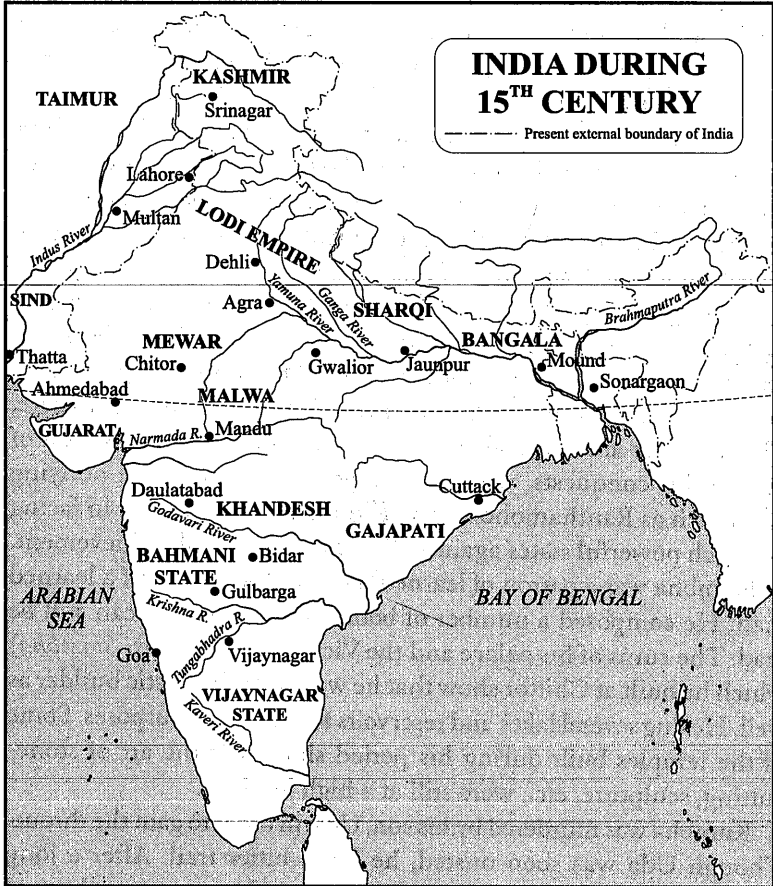 INDIA DURING
15TH CENTURY
Present external boundary of India
KASHMIR
TAIMUR
Srinagar
Lahore
Multan
LODI EMPIRE
Indus River
Dehli
Yamuna River
Ganga River
Agra
SIND
SHARQI
Brahmaputra River
MEWAR
BANGALA
Thatta
Chitor
Gwalior
Jaunpur
Mound
Sonargaon
Ahmedabad
MALWA
GUJARAT
Narmada R.
Mandu
Daulatabad
KHANDESH
Cuttack
Godavari River
GAJAPATI
BAHMANI
STATE
Bidar
Gulbarga
ARABIAN
SEA
BAY OF BENGAL
Krishna R.
Tungabhadra R.
Goa
Vijaynagar
VIJAYNAGAR
STATE
Kaveri River